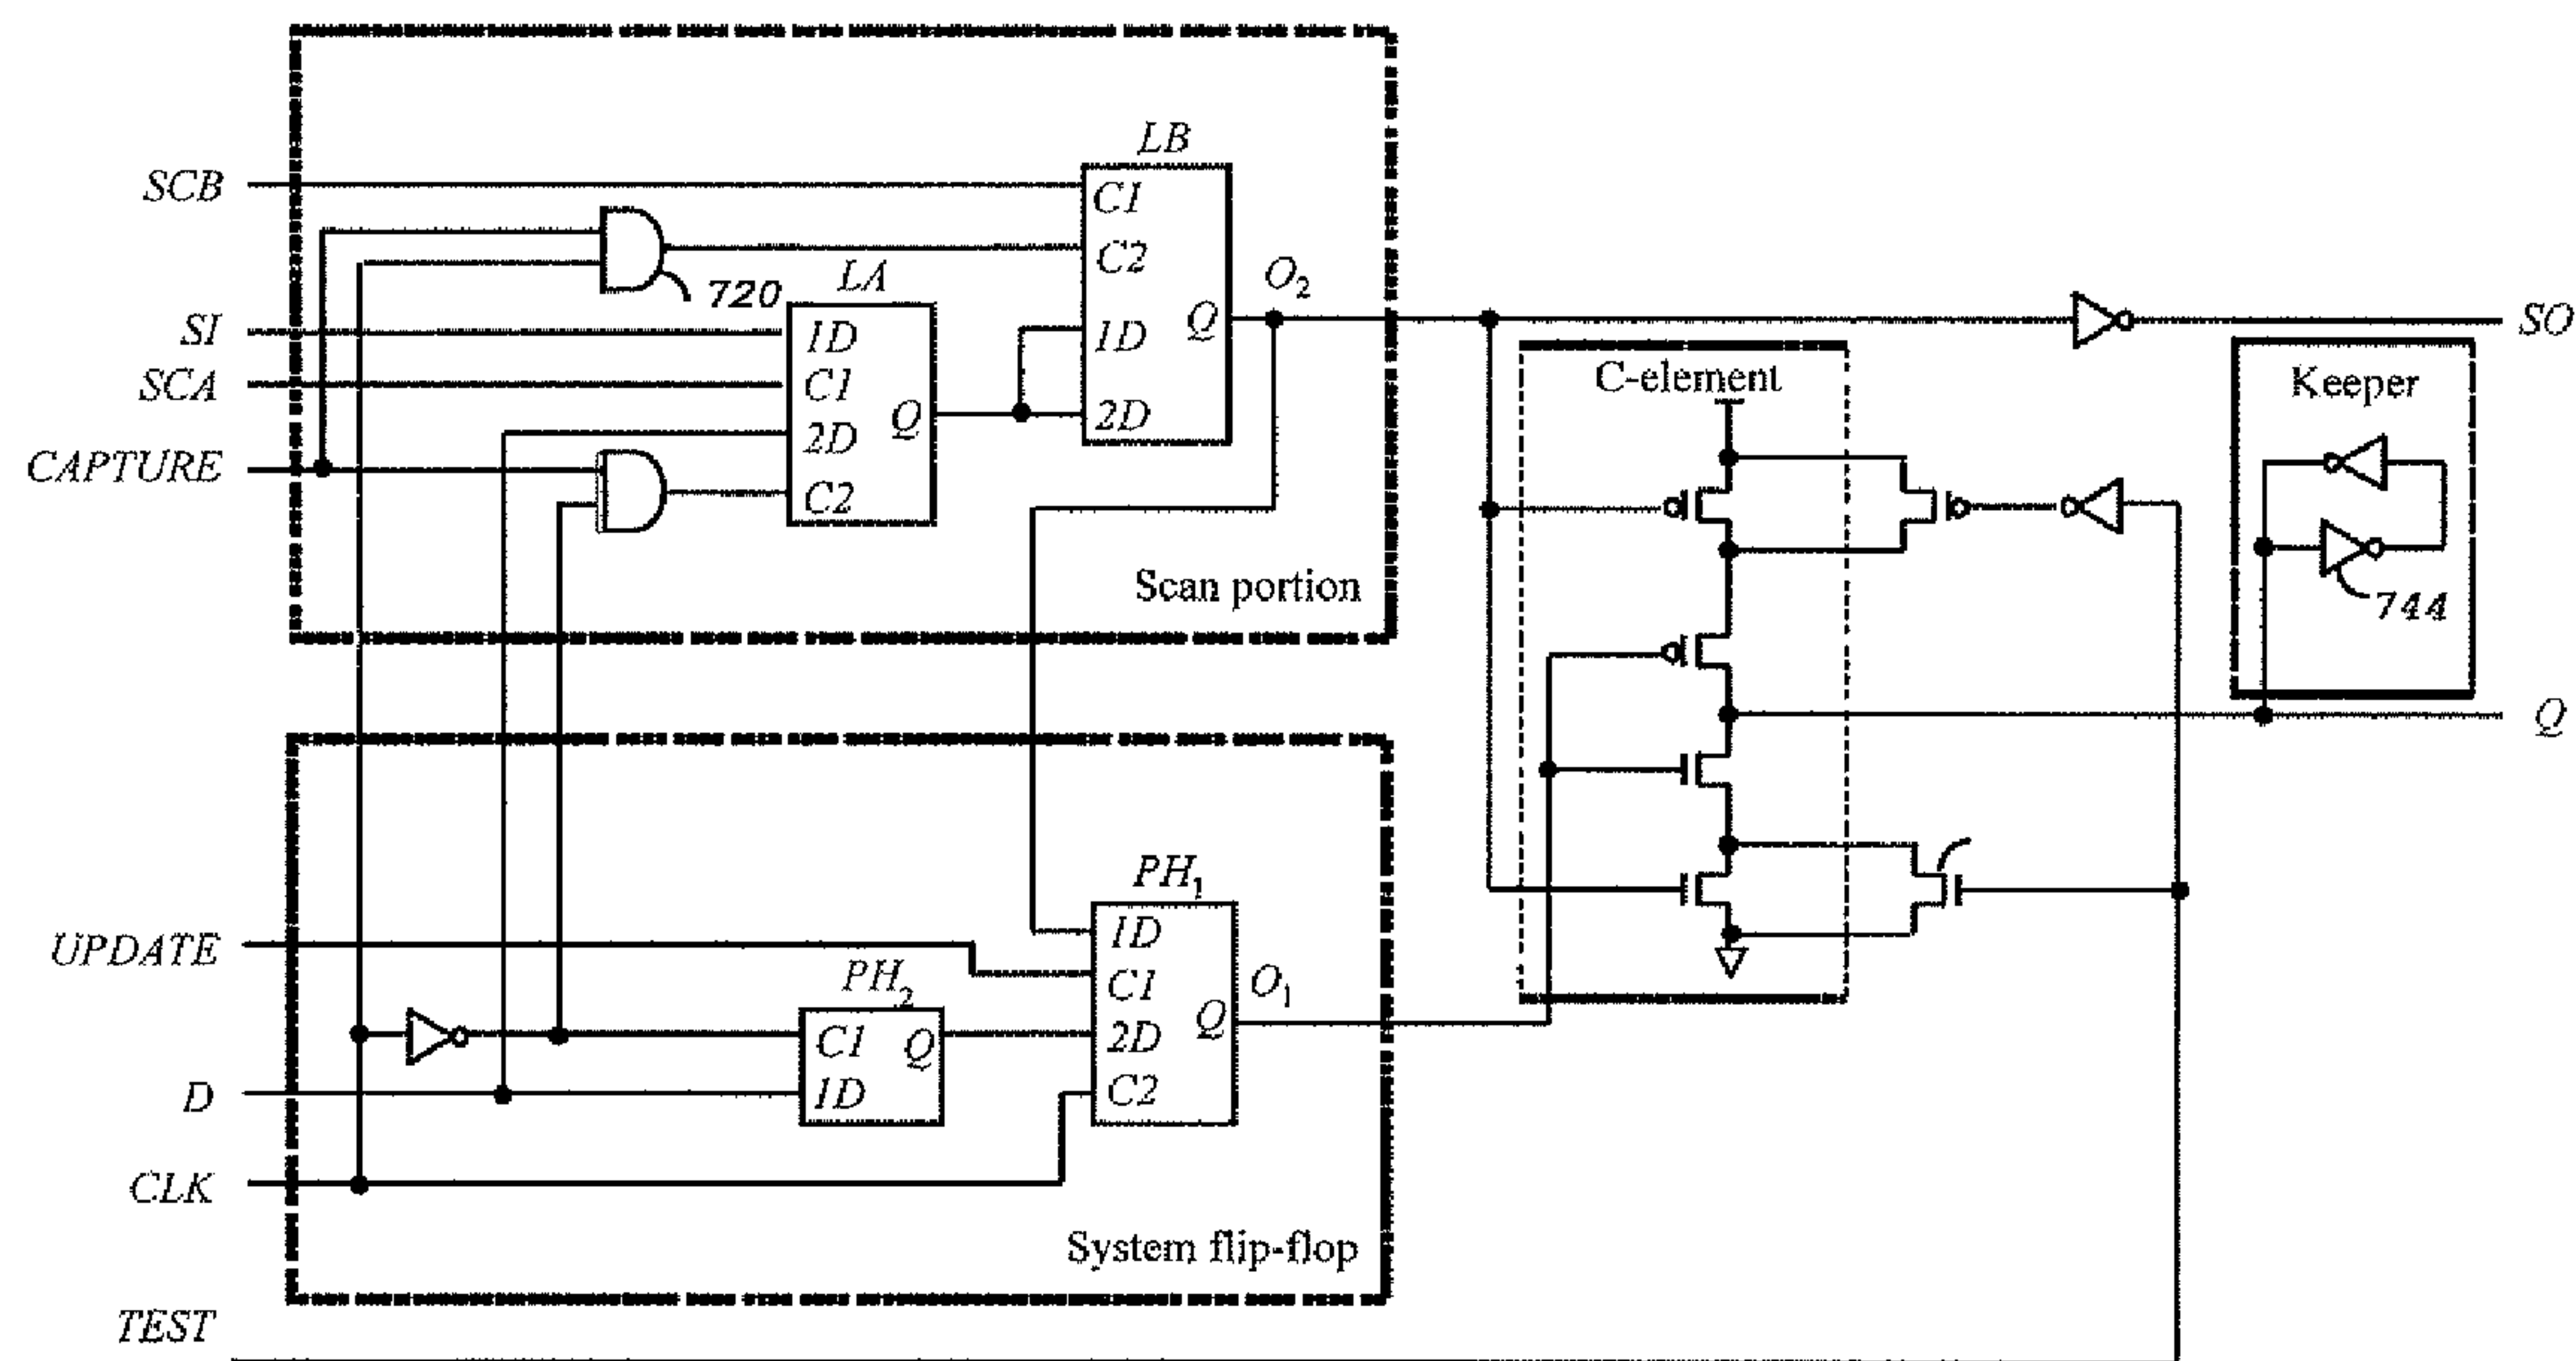 LB
SCB
C1
C2
O2
LA
720
SI
1D
1D
Q
SO
SCA
C1
C-element
Keeper
2D
Q
2D
CAPTURE
C2
Scan portion
744
Q
PH1
UPDATE
1D
C1
O1
PH2
C1
Q
2D
Q
D
1D
C2
CLK
System flip-flop
TEST